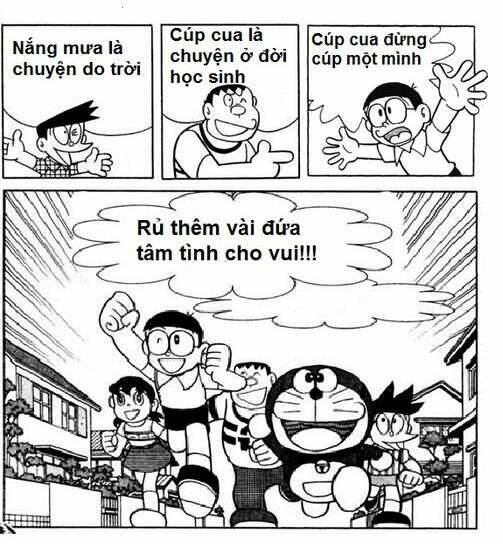 Nắng mưa là
chuyện do trời
Cúp cua là
chuyện ở đời
học sinh
Cúp cua đừng
cúp một mình
Rủ thêm vài đứa
tâm tình cho vui!!!